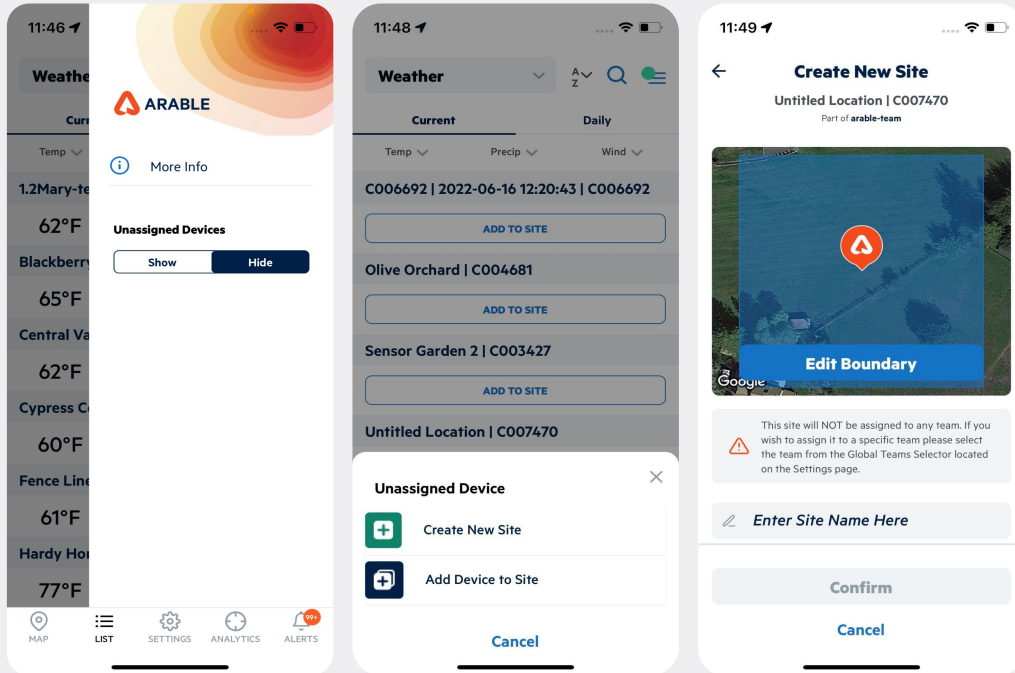 11:46
Weathe
Curr
Temp
1.2Mary-te
62°F
Blackberry
65°F
Central Va
62°F
Cypress C
60°F
Fence Line
61°F
Hardy Hor
77°F
ARABLE
More Info
Unassigned Devices
Show Hide
MAP LIST SETTINGS ANALYTICS ALERTS
99+
11:48
Weather
A
Z
Current Daily
Temp Precip Wind
C006692 | 2022-06-16 12:20:43 | C006692
ADD TO SITE
Olive Orchard | C004681
ADD TO SITE
Sensor Garden 2 | C003427
ADD TO SITE
Untitled Location | C007470
Unassigned Device
Create New Site
Add Device to Site
Cancel
11:49
Create New Site
Untitled Location | C007470
Part of arable-team
Edit Boundary
Google
This site will NOT be assigned to any team. If you
wish to assign it to a specific team please select
the team from the Global Teams Selector located
on the Settings page.
Enter Site Name Here
Confirm
Cancel